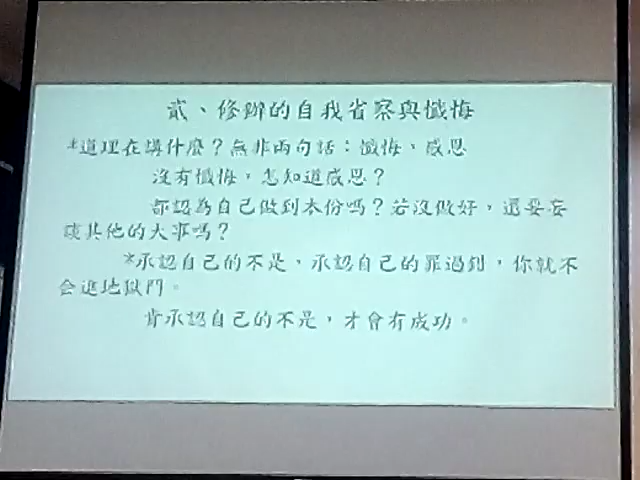 貳、修辦的自我省察與懺悔
*道理在講什麼?無非兩句話:懺悔、感恩
沒有懺悔,怎知道感恩?
都認為自己做到本份嗎?若沒做好,還妄妄
談其他的大事嗎?
*承認自己的不是,承認自己的罪過到,你就不
會進地獄門。
肯承認自己的不是,才會有成功。